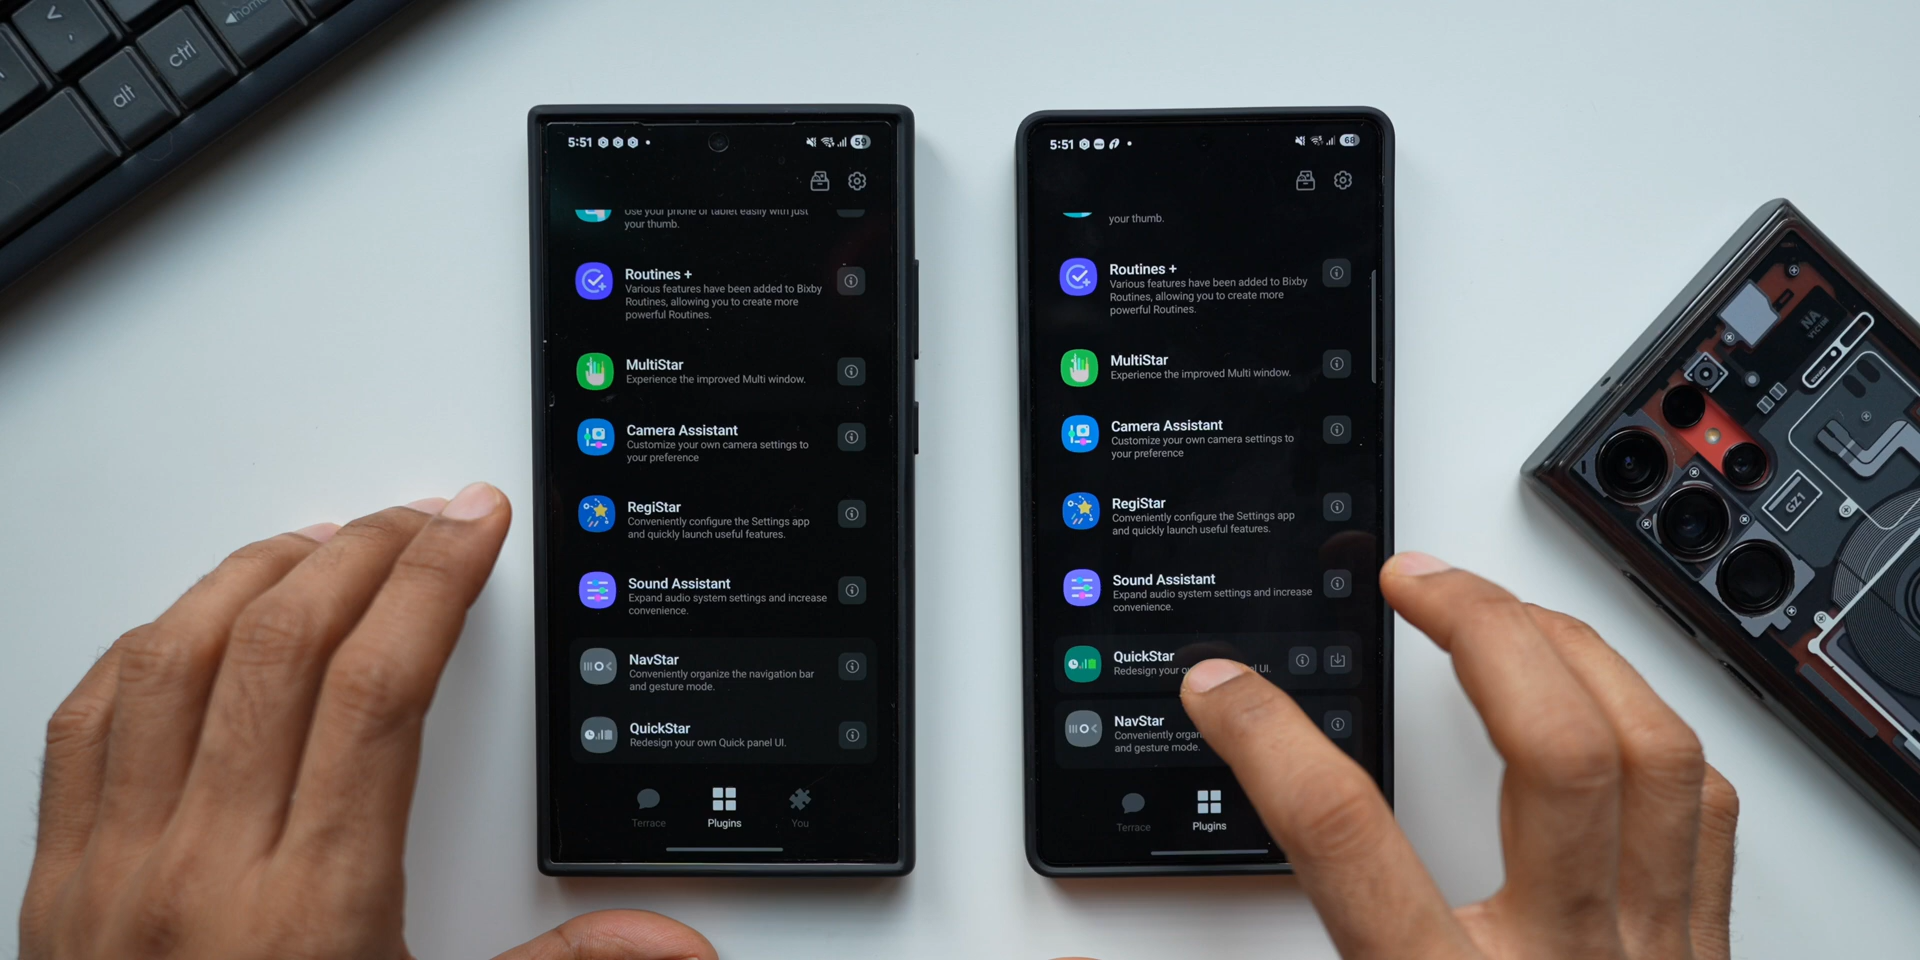 home
ctrl
alt
5:51
59
Use your phone or tablet easily with just
your thumb.
Routines +
Various features have been added to Bixby
Routines, allowing you to create more
powerful Routines.
MultiStar
Experience the improved Multi window.
Camera Assistant
Customize your own camera settings to
your preference
RegiStar
Conveniently configure the Settings app
and quickly launch useful features.
Sound Assistant
Expand audio system settings and increase
convenience.
NavStar
Conveniently organize the navigation bar
and gesture mode.
QuickStar
Redesign your own Quick panel UI.
Terrace
Plugins
You
5:51
68
your thumb.
Routines +
Various features have been added to Bixby
Routines, allowing you to create more
powerful Routines.
MultiStar
Experience the improved Multi window.
Camera Assistant
Customize your own camera settings to
your preference
RegiStar
Conveniently configure the Settings app
and quickly launch useful features.
Sound Assistant
Expand audio system settings and increase
convenience.
QuickStar
Redesign your UI.
NavStar
Conveniently
and gesture mode.
Terrace
Plugins
NA
GZ1